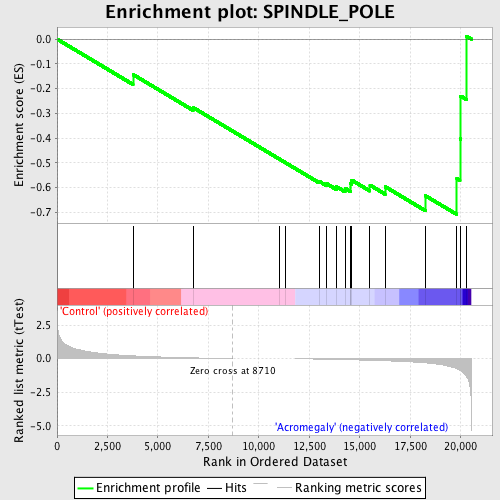 Enrichment plot: SPINDLE_POLE
Enrichment score (ES)
0.0
-0.1
-0.2
-0.3
-0.4
-0.5
-0.6
-0.7
'Control' (positively correlated)
Ranked list metric (tTest)
2.5
0.0
-2.5
-5.0
Zero cross at 8710
'Acromegaly' (negatively correlated)
0 2,500 5,000 7,500 10,000 12,500 15,000 17,500 20,000
Rank in Ordered Dataset
Enrichment profile Hits Ranking metric scores